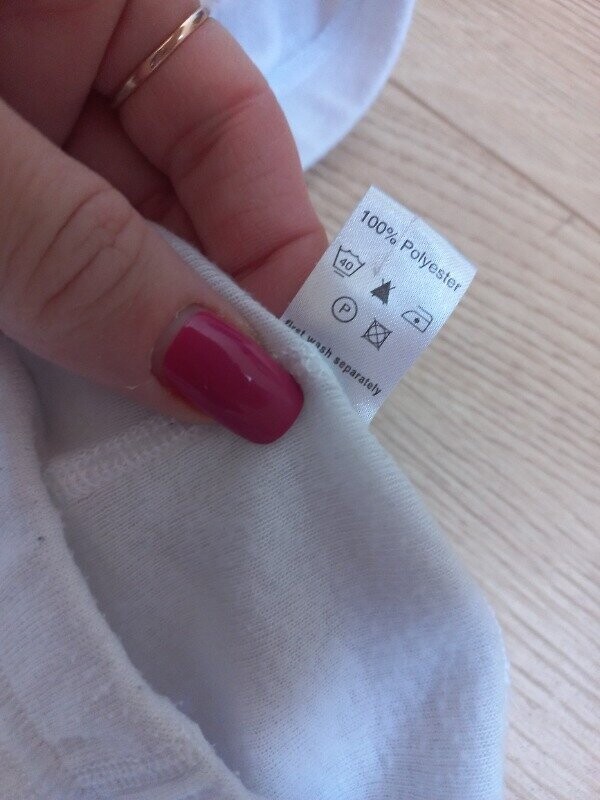 100% Polyester
40
P
first wash separately